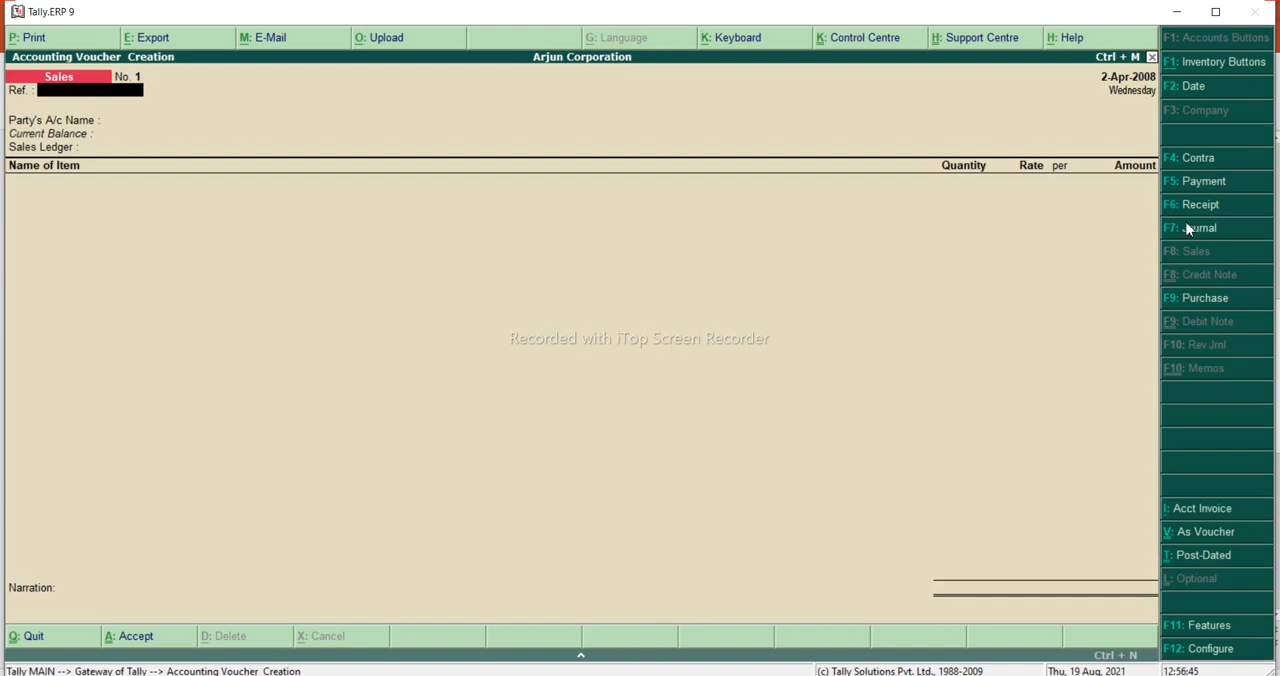 Tally.ERP 9
P: Print
E: Export
M: E-Mail
O: Upload
G: Language
K: Keyboard
K: Control Centre
H: Support Centre
H: Help
F1: Accounts Buttons
Accounting Voucher Creation
Arjun Corporation
Ctrl + M
F1: Inventory Buttons
Sales No. 1
2-Apr-2008
Ref. :
Wednesday
F2: Date
F3: Company
Party's A/c Name :
Current Balance :
Sales Ledger :
Name of Item Quantity Rate per Amount
F4: Contra
F5: Payment
F6: Receipt
F7: Journal
F8: Sales
F8: Credit Note
F9: Purchase
F9: Debit Note
F10: Rev Jrnl
F10: Memos
Recorded with iTop Screen Recorder
I: Acct Invoice
V: As Voucher
T: Post-Dated
L: Optional
Narration:
F11: Features
F12: Configure
Q: Quit
A: Accept
D: Delete
X: Cancel
Ctrl + N
Tally MAIN --> Gateway of Tally --> Accounting Voucher Creation
(c) Tally Solutions Pvt. Ltd., 1988-2009
Thu, 19 Aug, 2021
12:56:45